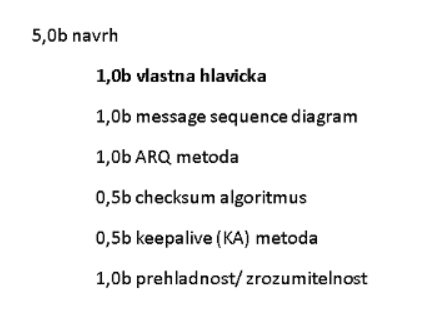 5,0b navrh
1,0b vlastna hlavicka
1,0b message sequence diagram
1,0b ARQ metoda
0,5b checksum algoritmus
0,5b keepalive (KA) metoda
1,0b prehladnost/ zrozumitelnost